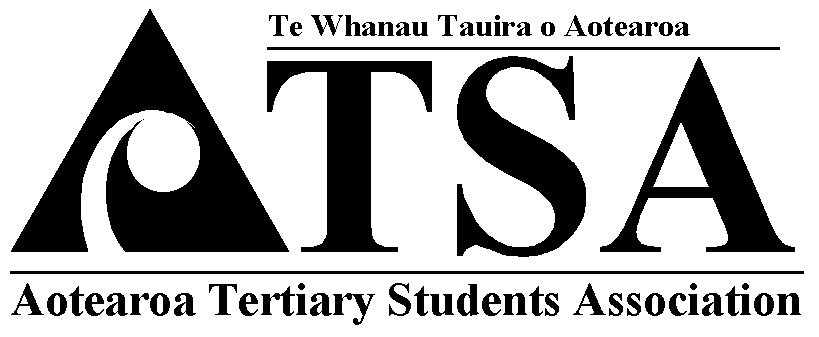 Te Whanau Tauira o Aotearoa
ATSA
Aotearoa Tertiary Students Association